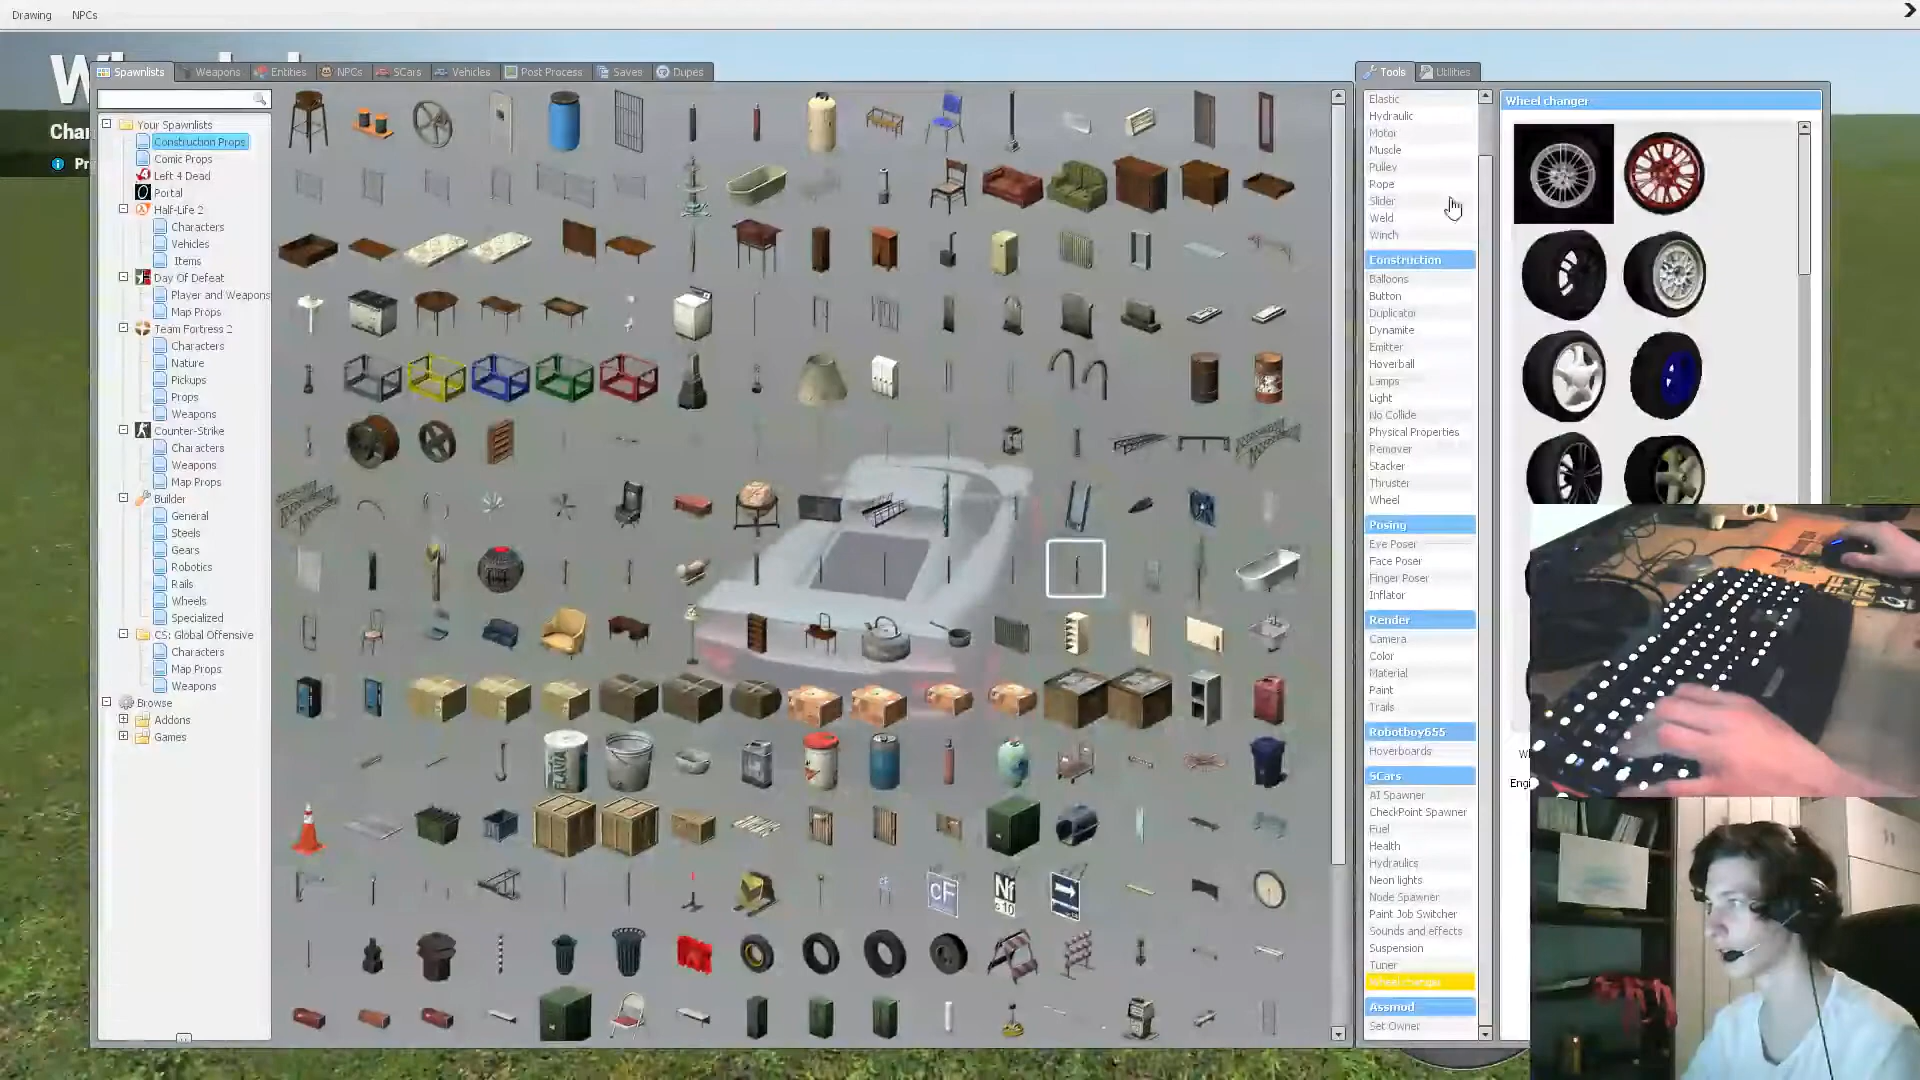 Drawing NPCs
W
Char
Pr
Spawnlists Weapons Entities NPCs SCars Vehicles Post Process Saves Dupes
Your Spawnlists
Construction Props
Comic Props
Left 4 Dead
Portal
Half-Life 2
Characters
Vehicles
Items
Day Of Defeat
Player and Weapons
Map Props
Team Fortress 2
Characters
Nature
Pickups
Props
Weapons
Counter-Strike
Characters
Weapons
Map Props
Builder
General
Steels
Gears
Robotics
Rails
Wheels
Specialized
CS: Global Offensive
Characters
Map Props
Weapons
Browse
Addons
Games
cF
Nf
Tools Utilities
Elastic
Hydraulic
Motor
Muscle
Pulley
Rope
Slider
Weld
Winch
Construction
Balloons
Button
Duplicator
Dynamite
Emitter
Hoverball
Lamps
Light
No Collide
Physical Properties
Remover
Stacker
Thruster
Wheel
Posing
Eye Poser
Face Poser
Finger Poser
Inflator
Render
Camera
Color
Material
Paint
Trails
Robotboy655
Hoverboards
SCars
AI Spawner
CheckPoint Spawner
Fuel
Health
Hydraulics
Neon lights
Node Spawner
Paint Job Switcher
Sounds and effects
Suspension
Tuner
Wheel changer
Assmod
Set Owner
Wheel changer
Engi